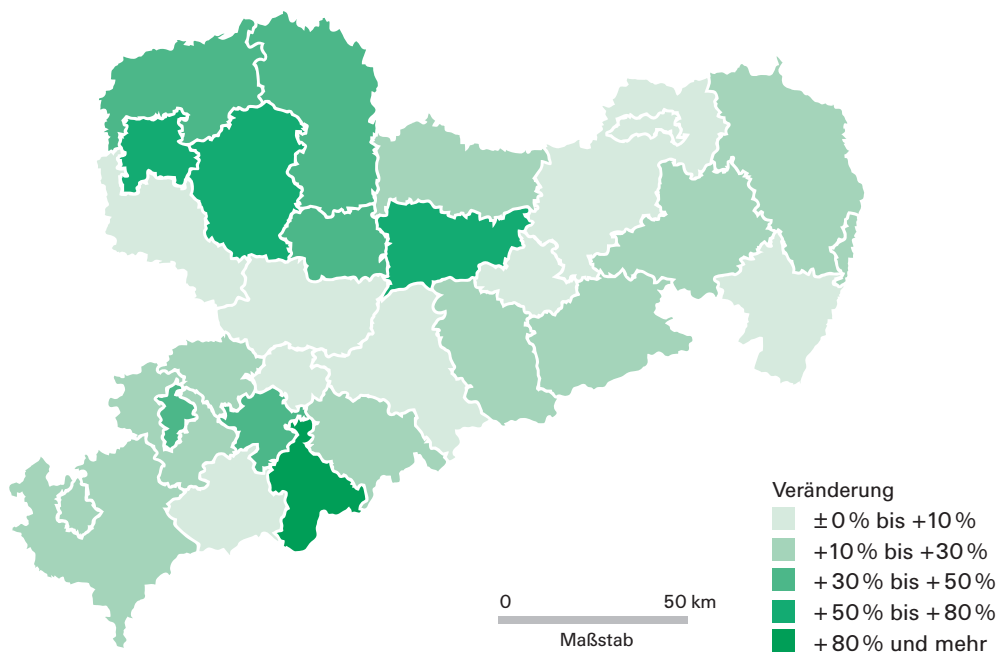 Veränderung
±0% bis +10%
+10% bis +30%
+30% bis +50%
+50% bis +80%
+80% und mehr
0 50 km
Maßstab